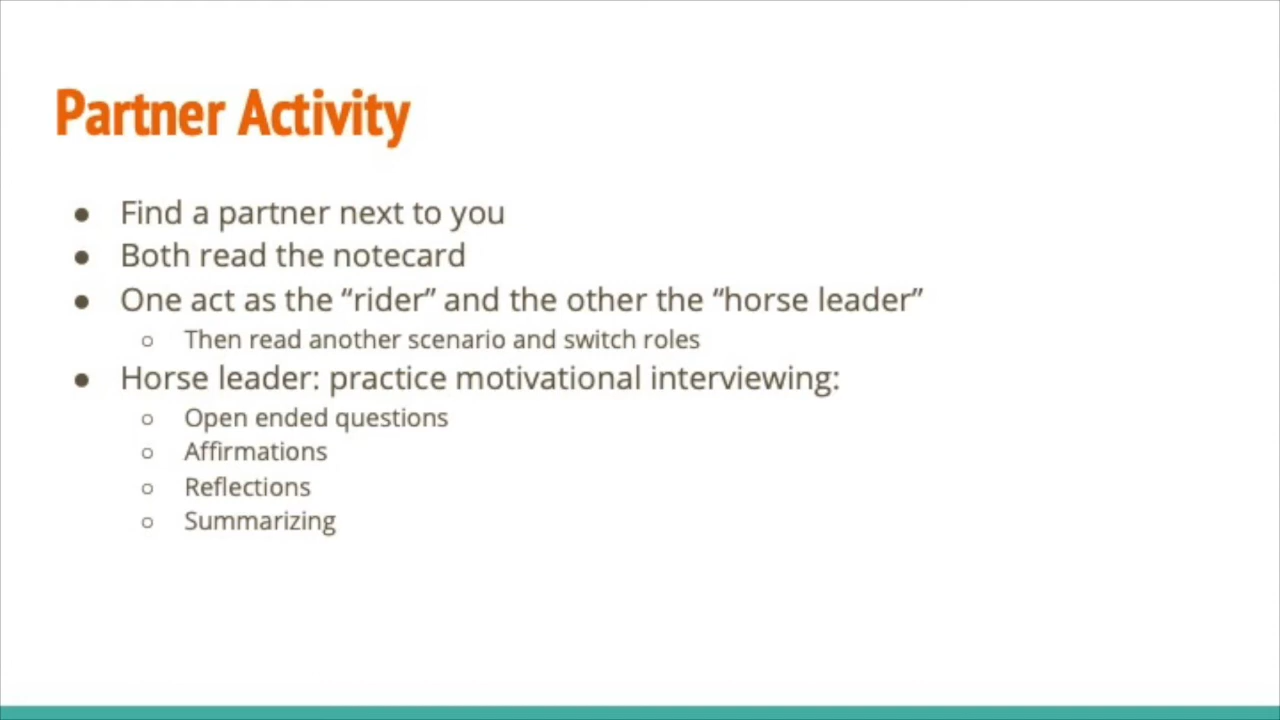 Partner Activity
● Find a partner next to you
● Both read the notecard
● One act as the “rider” and the other the “horse leader”
○ Then read another scenario and switch roles
● Horse leader: practice motivational interviewing:
○ Open ended questions
○ Affirmations
○ Reflections
○ Summarizing